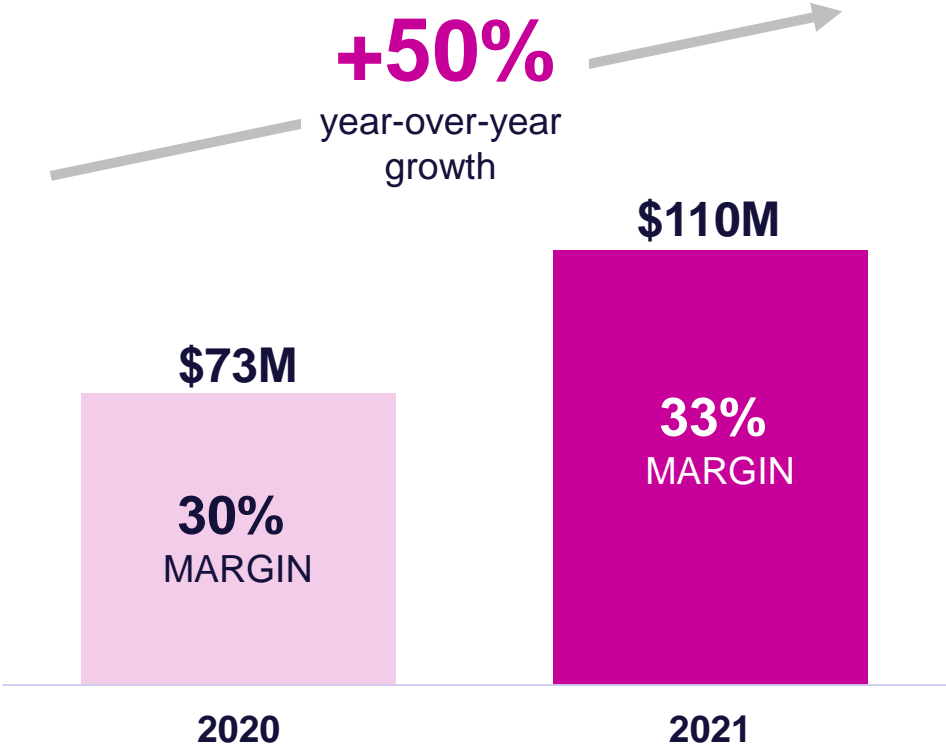 +50%
year-over-year
growth
$110M
$73M
33%
MARGIN
30%
MARGIN
2020
2021